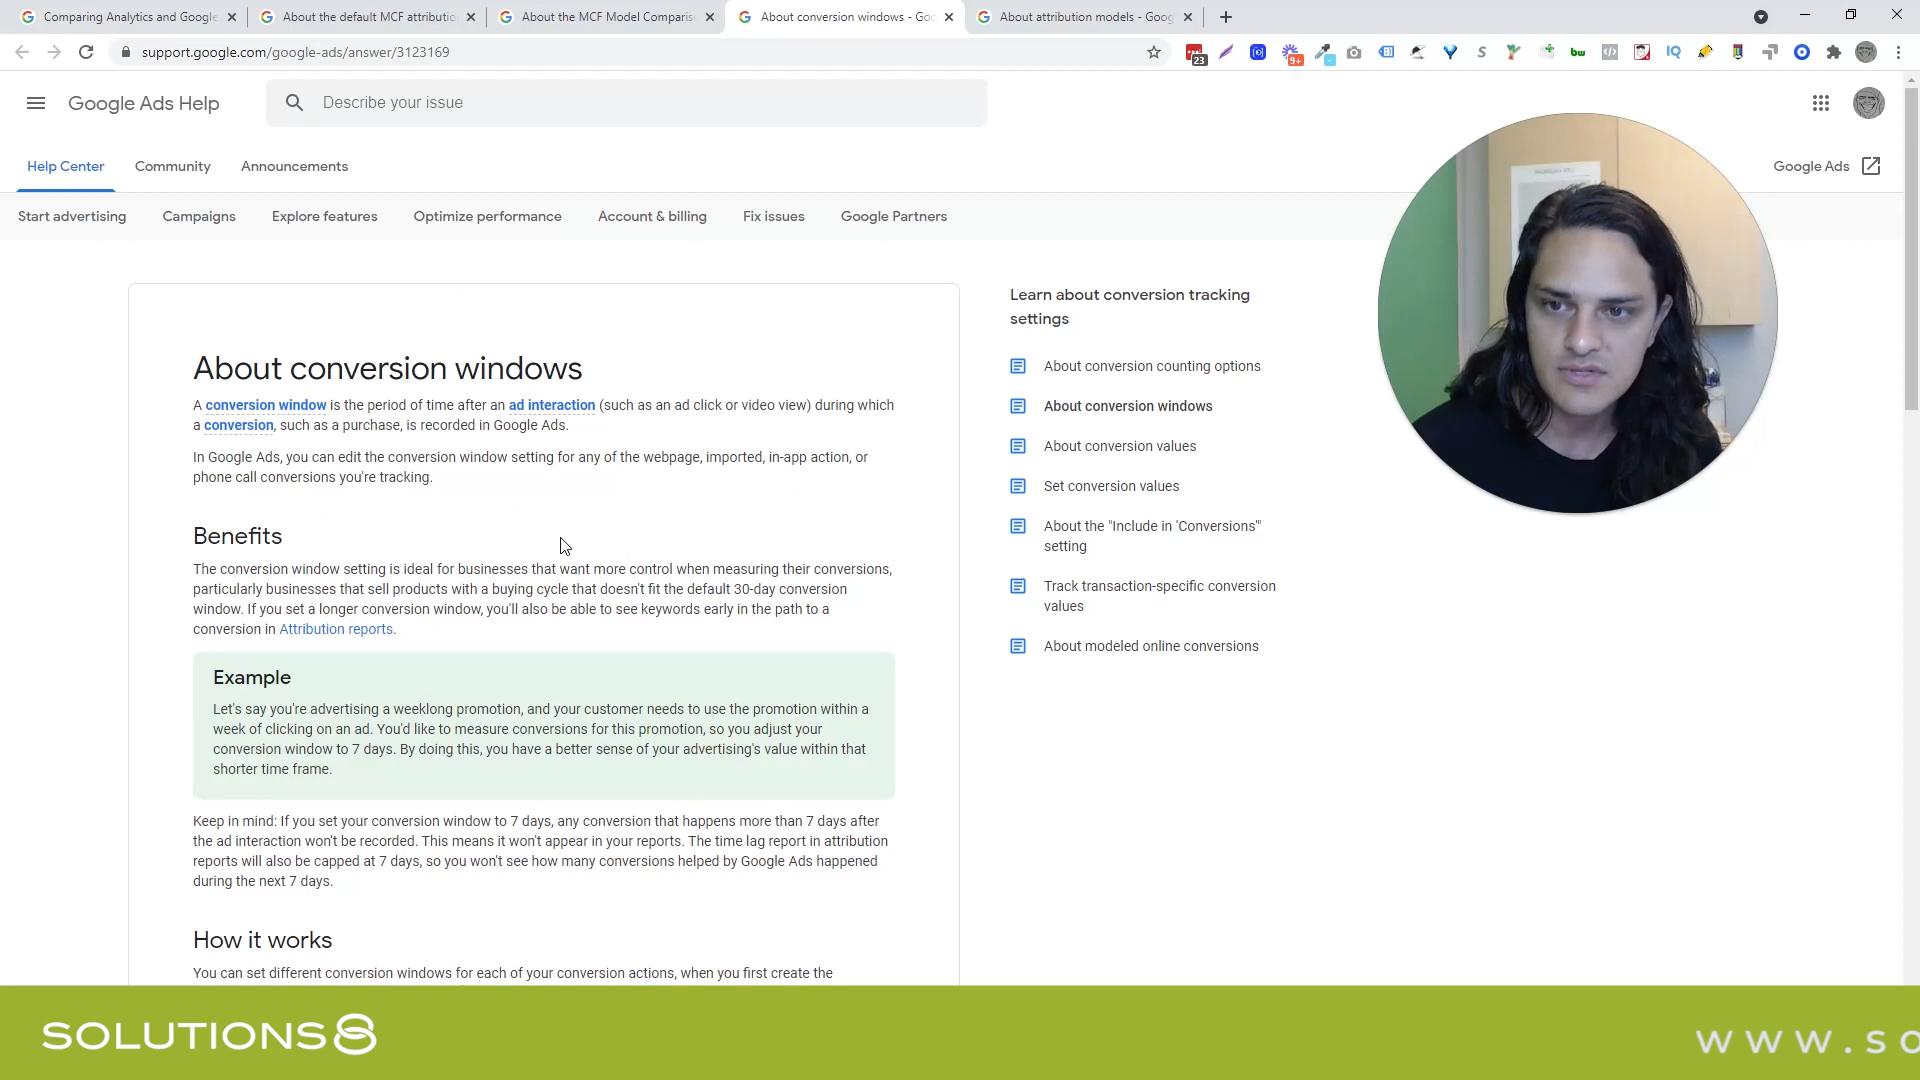 Comparing Analytics and Google
About the default MCF attributio
About the MCF Model Comparis
About conversion windows - Goo
About attribution models - Goog
support.google.com/google-ads/answer/3123169
23
9+
IQ
bw
S
Google Ads Help
Describe your issue
Help Center
Community
Announcements
Google Ads
Start advertising
Campaigns
Explore features
Optimize performance
Account & billing
Fix issues
Google Partners
About conversion windows
A conversion window is the period of time after an ad interaction (such as an ad click or video view) during which
a conversion, such as a purchase, is recorded in Google Ads.
In Google Ads, you can edit the conversion window setting for any of the webpage, imported, in-app action, or
phone call conversions you're tracking.
Benefits
The conversion window setting is ideal for businesses that want more control when measuring their conversions,
particularly businesses that sell products with a buying cycle that doesn't fit the default 30-day conversion
window. If you set a longer conversion window, you'll also be able to see keywords early in the path to a
conversion in Attribution reports.
Example
Let's say you're advertising a weeklong promotion, and your customer needs to use the promotion within a
week of clicking on an ad. You'd like to measure conversions for this promotion, so you adjust your
conversion window to 7 days. By doing this, you have a better sense of your advertising's value within that
shorter time frame.
Keep in mind: If you set your conversion window to 7 days, any conversion that happens more than 7 days after
the ad interaction won't be recorded. This means it won't appear in your reports. The time lag report in attribution
reports will also be capped at 7 days, so you won't see how many conversions helped by Google Ads happened
during the next 7 days.
How it works
You can set different conversion windows for each of your conversion actions, when you first create the
Learn about conversion tracking
settings
About conversion counting options
About conversion windows
About conversion values
Set conversion values
About the "Include in 'Conversions'"
setting
Track transaction-specific conversion
values
About modeled online conversions
SOLUTIONS8
www.so